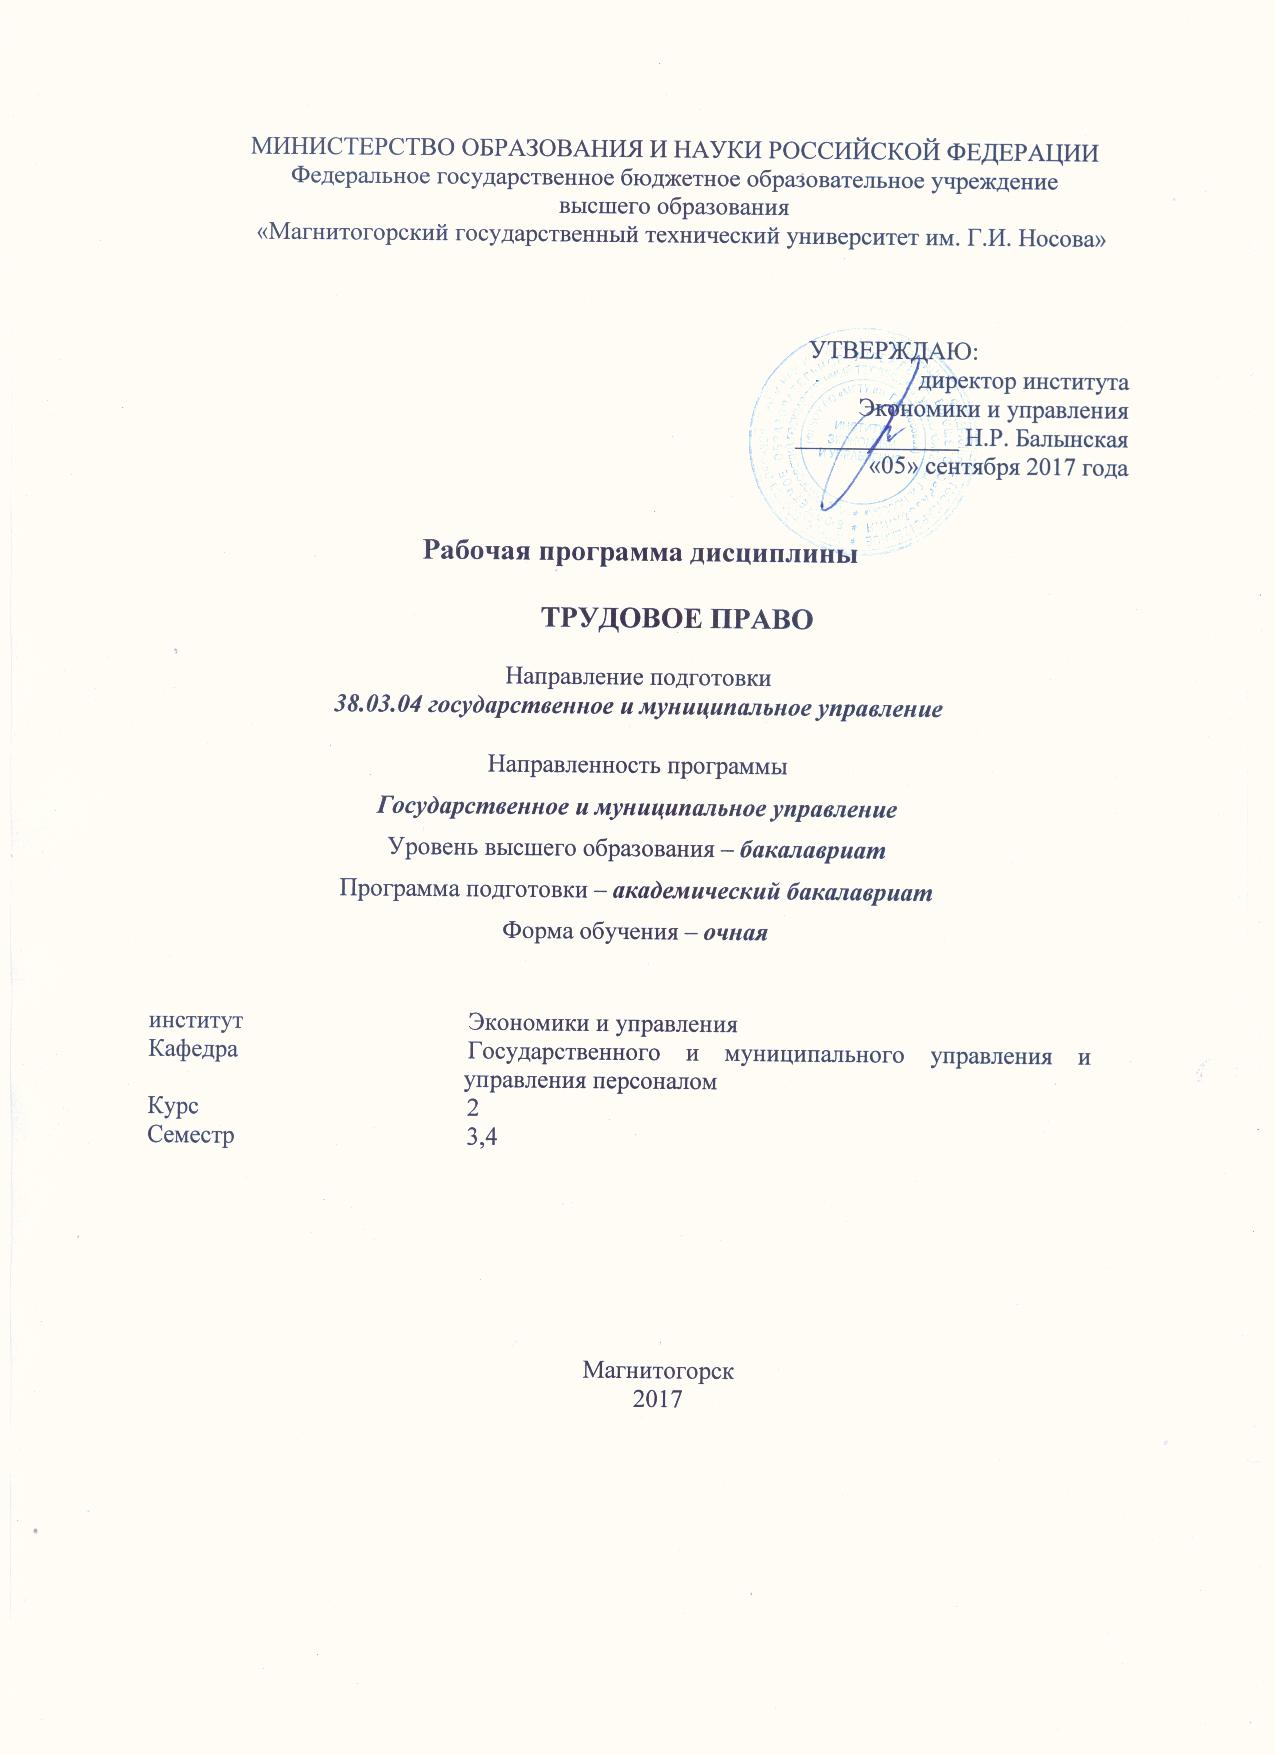 МИНИСТЕРСТВО ОБРАЗОВАНИЯ И НАУКИ РОССИЙСКОЙ ФЕДЕРАЦИИ
Федеральное государственное бюджетное образовательное учреждение
высшего образования
«Магнитогорский государственный технический университет им. Г.И. Носова»
УТВЕРЖДАЮ:
директор института
Экономики и управления
Н.Р. Балынская
«05» сентября 2017 года
Рабочая программа дисциплины
ТРУДОВОЕ ПРАВО
Направление подготовки
38.03.04 государственное и муниципальное управление
Направленность программы
Государственное и муниципальное управление
Уровень высшего образования – бакалавриат
Программа подготовки – академический бакалавриат
Форма обучения – очная
институт Экономики и управления
Кафедра Государственного и муниципального управления и
управления персоналом
Курс 2
Семестр 3,4
Магнитогорск
2017